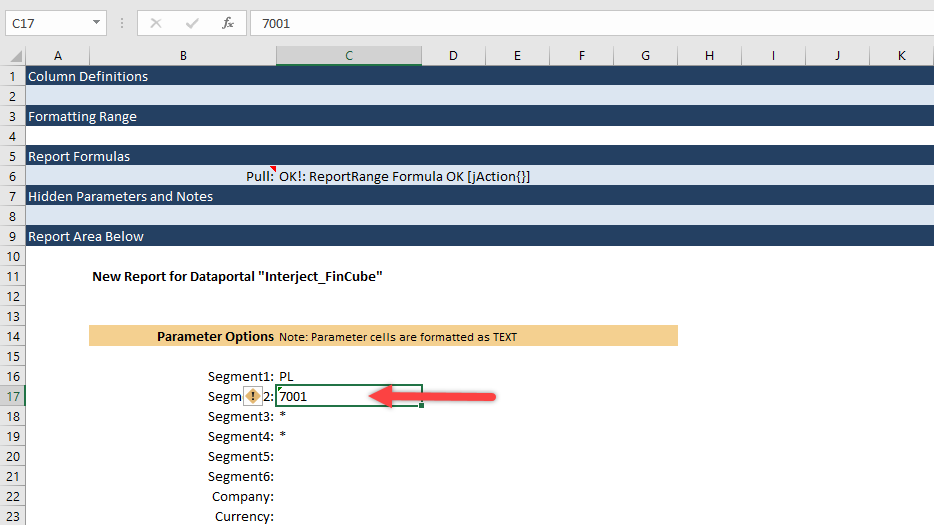 C17 fx 7001
A B C D E F G H I J K
1 Column Definitions
2
3 Formatting Range
4
5 Report Formulas
6 Pull: OK!: ReportRange Formula OK [jAction{}]
7 Hidden Parameters and Notes
8
9 Report Area Below
10
11 New Report for Dataportal "Interject_FinCube"
12
13
14 Parameter Options Note: Parameter cells are formatted as TEXT
15
16 Segment1: PL
17 Segm ! 2: 7001
18 Segment3: *
19 Segment4: *
20 Segment5:
21 Segment6:
22 Company:
23 Currency: